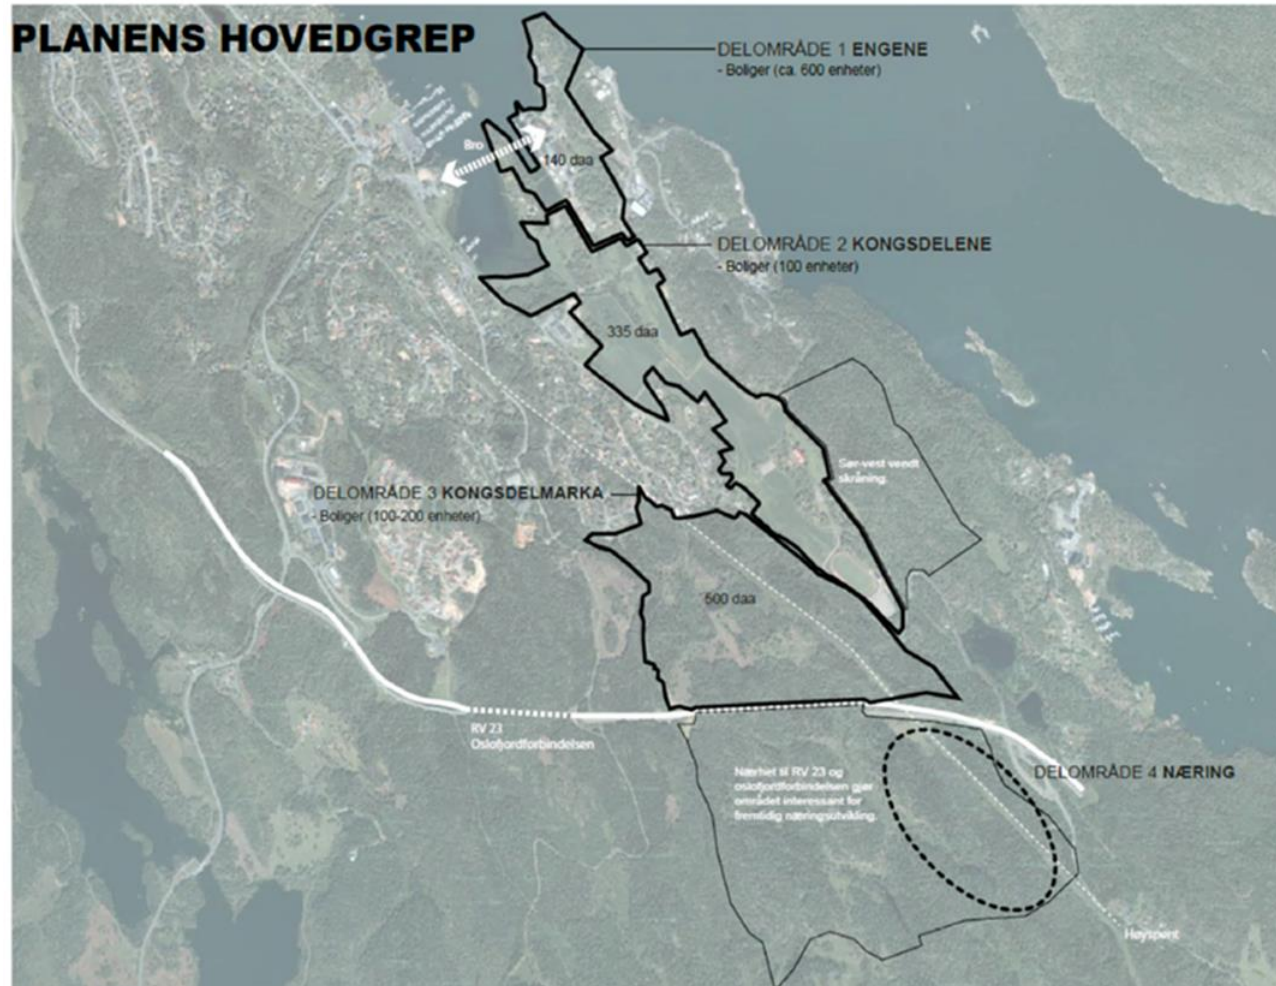 PLANENS HOVEDGREP
DELOMRÅDE 1 ENGENE
- Boliger (ca. 600 enheter)
Bro
140 daa
DELOMRÅDE 2 KONGSDELENE
- Boliger (100 enheter)
335 daa
Sør-vest vendt
skråning.
DELOMRÅDE 3 KONGSDELMARKA
- Boliger (100-200 enheter)
600 daa
RV 23
Oslofjordforbindelsen
Nærhet til RV 23 og
oslofjordforbindelsen gjør
området interessant for
fremtidig næringsutvikling.
DELOMRÅDE 4 NÆRING
Høyspent